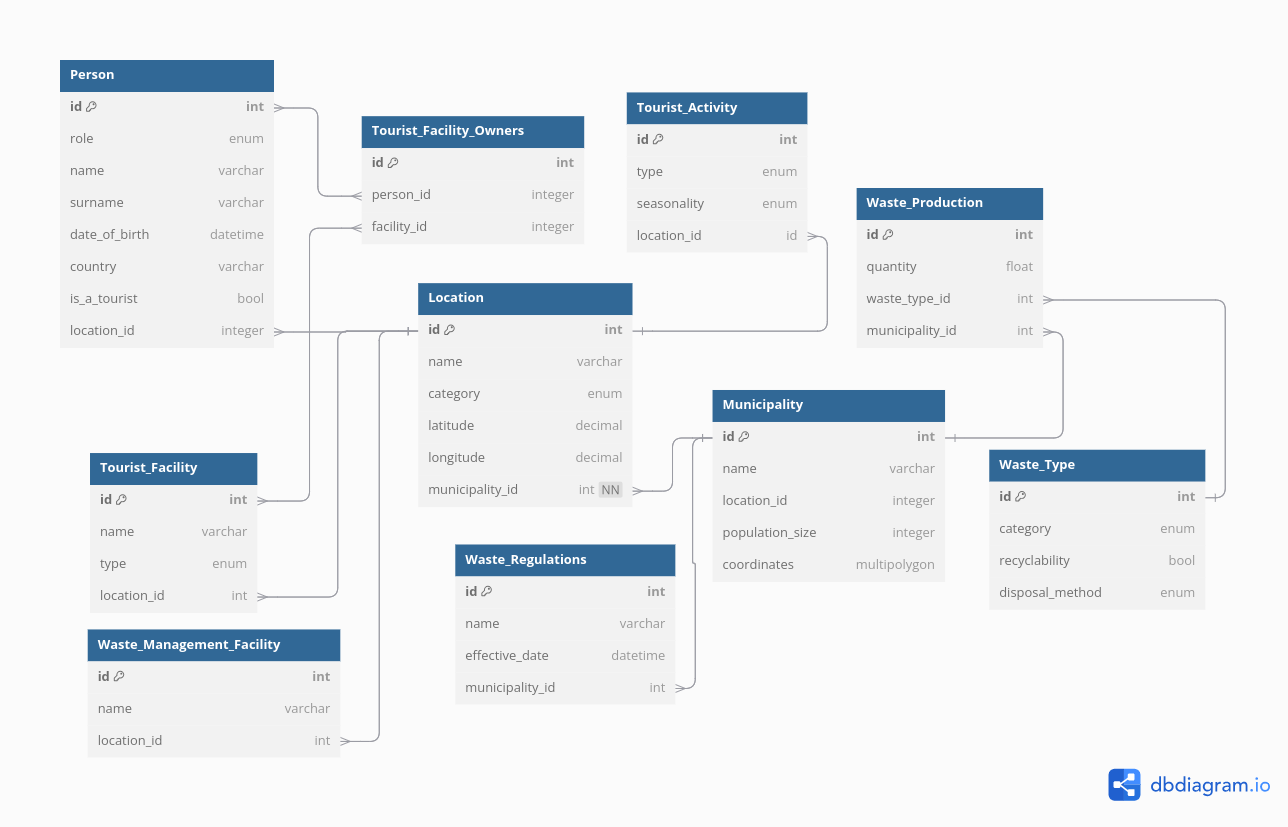 Person
id int
role enum
name varchar
surname varchar
date_of_birth datetime
country varchar
is_a_tourist bool
location_id integer
Tourist_Facility_Owners
id int
person_id integer
facility_id integer
Tourist_Activity
id int
type enum
seasonality enum
location_id id
Waste_Production
id int
quantity float
waste_type_id int
municipality_id int
Location
id int
name varchar
category enum
latitude decimal
longitude decimal
municipality_id int NN
Municipality
id int
name varchar
location_id integer
population_size integer
coordinates multipolygon
Waste_Type
id int
category enum
recyclability bool
disposal_method enum
Tourist_Facility
id int
name varchar
type enum
location_id int
Waste_Regulations
id int
name varchar
effective_date datetime
municipality_id int
Waste_Management_Facility
id int
name varchar
location_id int
dbdiagram.io